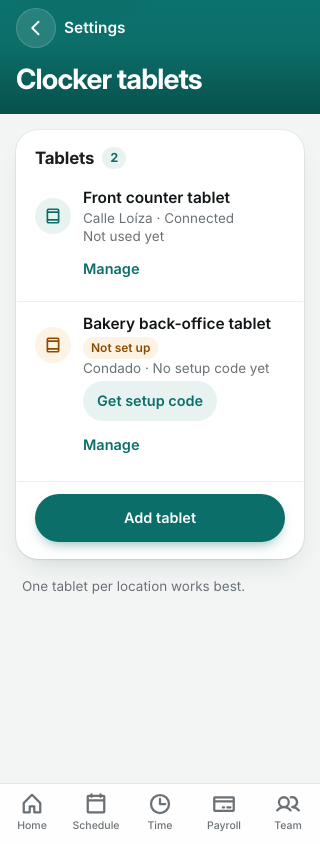 Settings
Clocker tablets
Tablets 2
Front counter tablet
Calle Loíza · Connected
Not used yet
Manage
Bakery back-office tablet
Not set up
Condado · No setup code yet
Get setup code
Manage
Add tablet
One tablet per location works best.
Home Schedule Time Payroll Team